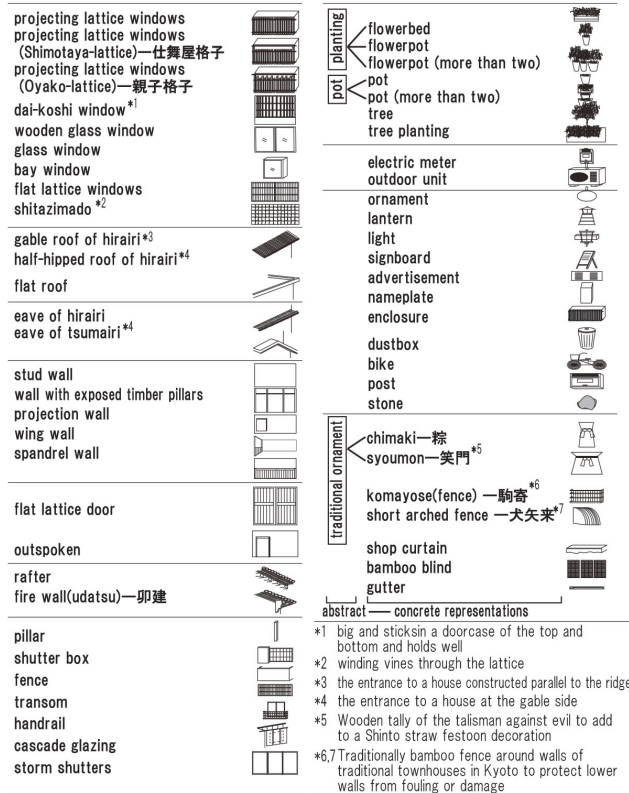 projecting lattice windows
projecting lattice windows
(Shimotaya-lattice)ー仕舞屋格子
projecting lattice windows
(Oyako-lattice)ー親子格子
dai-koshi window*1
wooden glass window
glass window
bay window
flat lattice windows
shitazimado*2
gable roof of hirairi*3
half-hipped roof of hirairi*4
flat roof
eave of hirairi
eave of tsumairi*4
stud wall
wall with exposed timber pillars
projection wall
wing wall
spandrel wall
flat lattice door
outspoken
rafter
fire wall(udatsu)ー卯建
pillar
shutter box
fence
transom
handrail
cascade glazing
storm shutters
planting
flowerbed
flowerpot
flowerpot (more than two)
pot
pot
pot (more than two)
tree
tree planting
electric meter
outdoor unit
ornament
lantern
light
signboard
advertisement
nameplate
enclosure
dustbox
bike
post
stone
traditional ornament
chimakiー粽
syoumonー笑門*5
komayose(fence) ー駒寄*6
short arched fence ー犬矢来*7
shop curtain
bamboo blind
gutter
abstract — concrete representations
*1 big and sticksin a doorcase of the top and
bottom and holds well
*2 winding vines through the lattice
*3 the entrance to a house constructed parallel to the ridge
*4 the entrance to a house at the gable side
*5 Wooden tally of the talisman against evil to add
to a Shinto straw festoon decoration
*6,7 Traditionally bamboo fence around walls of
traditional townhouses in Kyoto to protect lower
walls from fouling or damage